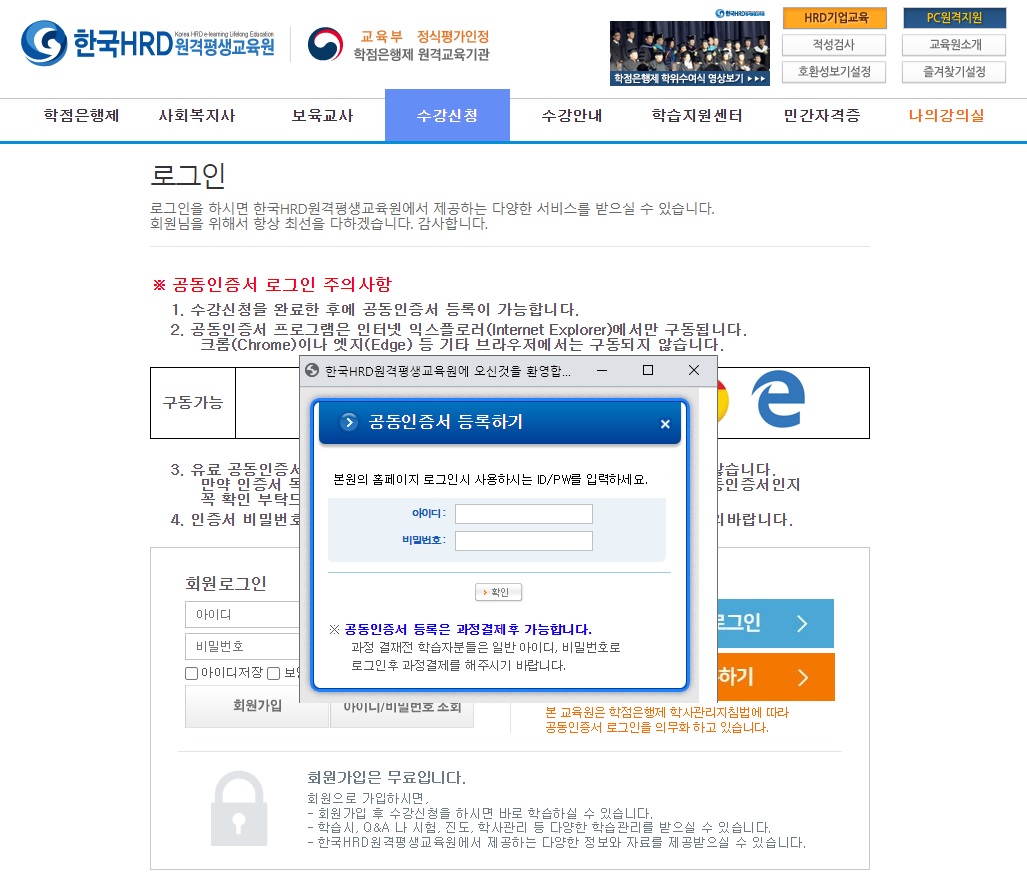 한국HRD원격평생교육원
Korea HRD e-learning Lifelong Education
교육부 정식평가인정
학점은행제 원격교육기관
학점은행제 학위수여식 영상보기 ▸▸▸
HRD기업교육
PC원격지원
적성검사
교육원소개
호환성보기설정
즐겨찾기설정
학점은행제 사회복지사 보육교사 수강신청 수강안내 학습지원센터 민간자격증 나의강의실
로그인
로그인을 하시면 한국HRD원격평생교육원에서 제공하는 다양한 서비스를 받으실 수 있습니다.
회원님을 위해서 항상 최선을 다하겠습니다. 감사합니다.
※ 공동인증서 로그인 주의사항
1. 수강신청을 완료한 후에 공동인증서 등록이 가능합니다.
2. 공동인증서 프로그램은 인터넷 익스플로러(Internet Explorer)에서만 구동됩니다.
크롬(Chrome)이나 엣지(Edge) 등 기타 브라우저에서는 구동되지 않습니다.
구동가능
한국HRD원격평생교육원에 오신것을 환영합...
공동인증서 등록하기
본원의 홈페이지 로그인시 사용하시는 ID/PW를 입력하세요.
아이디 :
비밀번호 :
확인
※ 공동인증서 등록은 과정결제후 가능합니다.
과정 결재전 학습자분들은 일반 아이디, 비밀번호로
로그인후 과정결제를 해주시기 바랍니다.
3. 유료 공동인증서 않습니다.
만약 인증서 동인증서인지
꼭 확인 부탁드
4. 인증서 비밀번호 바랍니다.
회원로그인
아이디
비밀번호
아이디저장
로그인
하기
회원가입
아이디/비밀번호 조회
본 교육원은 학점은행제 학사관리지침법에 따라
공동인증서 로그인을 의무화 하고 있습니다.
회원가입은 무료입니다.
회원으로 가입하시면,
- 회원가입 후 수강신청을 하시면 바로 학습하실 수 있습니다.
- 학습시, Q&A 나 시험, 진도, 학사관리 등 다양한 학습관리를 받으실 수 있습니다.
- 한국HRD원격평생교육원에서 제공하는 다양한 정보와 자료를 제공받으실 수 있습니다.